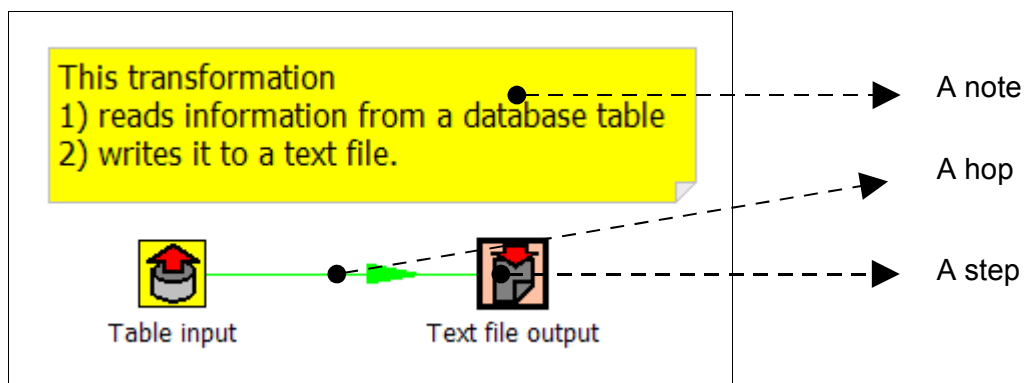 This transformation
1) reads information from a database table
2) writes it to a text file.
A note
A hop
A step
Table input
Text file output